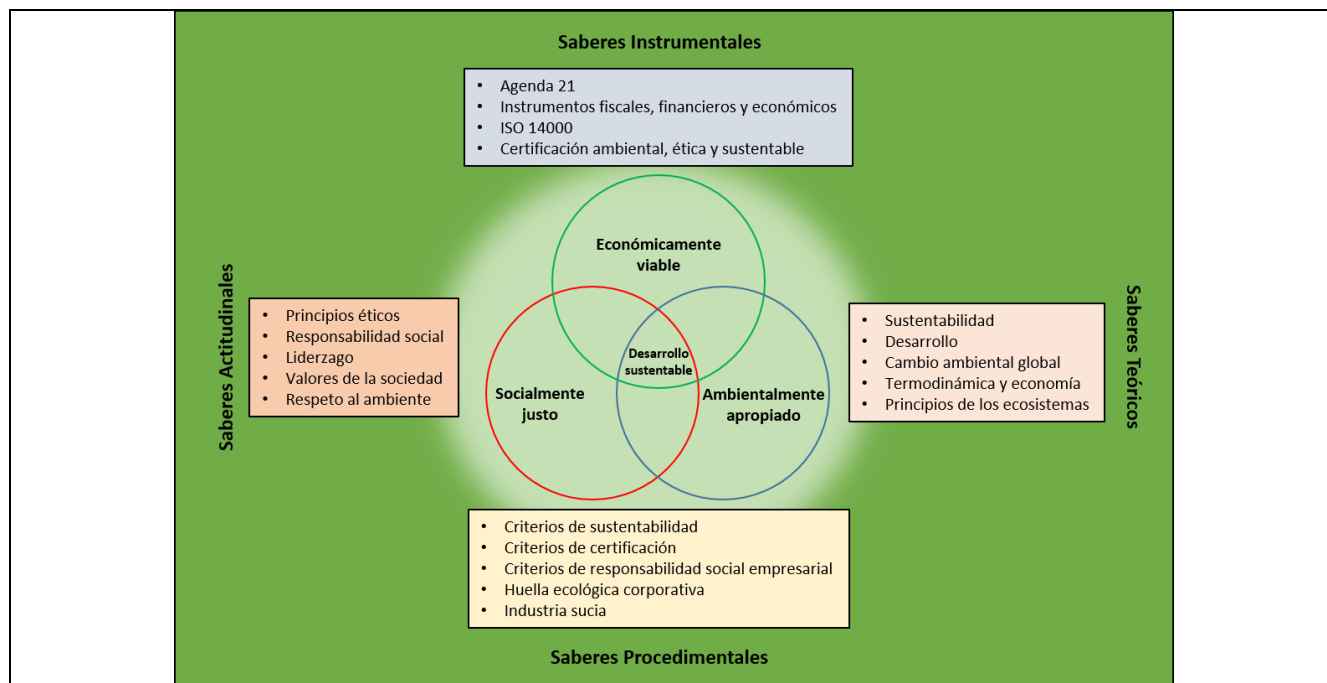 Saberes Instrumentales
• Agenda 21
• Instrumentos fiscales, financieros y económicos
• ISO 14000
• Certificación ambiental, ética y sustentable
Económicamente
viable
Saberes Actitudinales
• Principios éticos
• Responsabilidad social
• Liderzago
• Valores de la sociedad
• Respeto al ambiente
Desarrollo
sustentable
Socialmente
justo
Ambientalmente
apropiado
• Sustentabilidad
• Desarrollo
• Cambio ambiental global
• Termodinámica y economía
• Principios de los ecosistemas
Saberes Teóricos
• Criterios de sustentabilidad
• Criterios de certificación
• Criterios de responsabilidad social empresarial
• Huella ecológica corporativa
• Industria sucia
Saberes Procedimentales